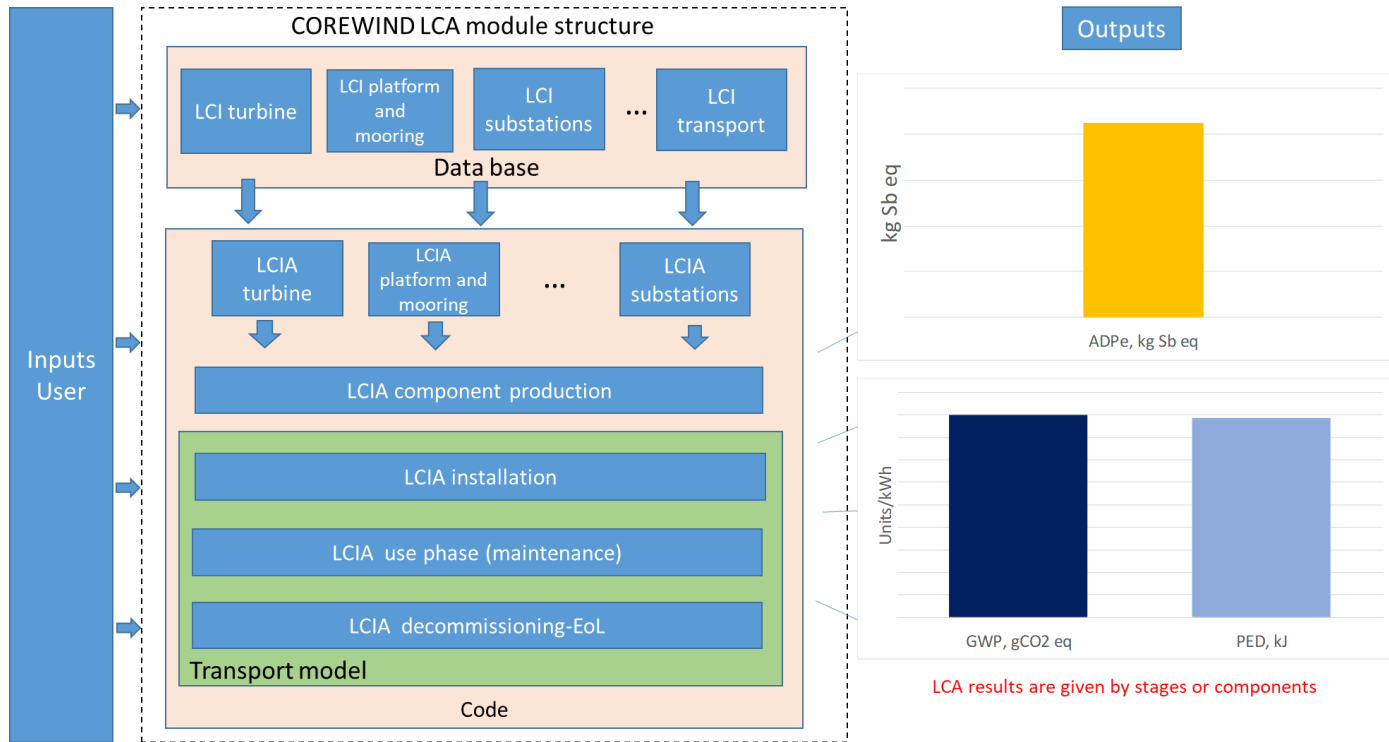 Inputs
User
COREWIND LCA module structure
LCI turbine
LCI platform
and
mooring
LCI
substations
...
LCI
transport
Data base
LCIA
turbine
LCIA
platform and
mooring
...
LCIA
substations
LCIA component production
LCIA installation
LCIA use phase (maintenance)
LCIA decommissioning-EoL
Transport model
Code
Outputs
kg Sb eq
ADPe, kg Sb eq
Units/kWh
GWP, gCO2 eq
PED, kJ
LCA results are given by stages or components